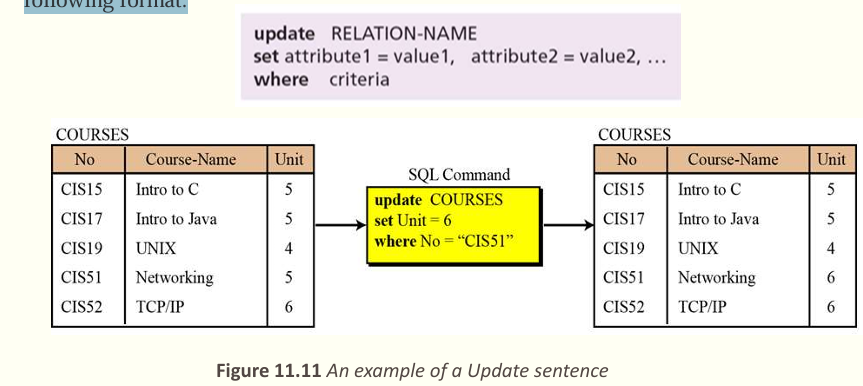 following format.
update RELATION-NAME
set attribute1 = value1, attribute2 = value2, ...
where criteria
COURSES
No Course-Name Unit
CIS15 Intro to C 5
CIS17 Intro to Java 5
CIS19 UNIX 4
CIS51 Networking 5
CIS52 TCP/IP 6
SQL Command
update COURSES
set Unit = 6
where No = “CIS51”
COURSES
No Course-Name Unit
CIS15 Intro to C 5
CIS17 Intro to Java 5
CIS19 UNIX 4
CIS51 Networking 6
CIS52 TCP/IP 6
Figure 11.11 An example of a Update sentence